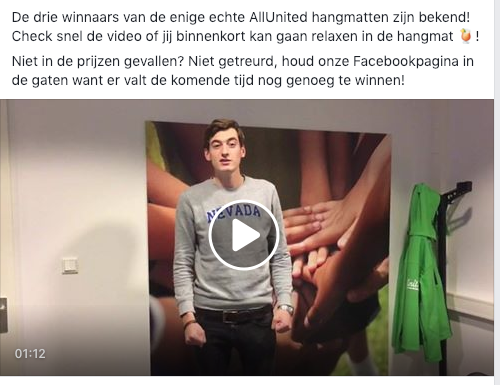 De drie winnaars van de enige echte AllUnited hangmatten zijn bekend!
Check snel de video of jij binnenkort kan gaan relaxen in de hangmat 🐓!
Niet in de prijzen gevallen? Niet getreurd, houd onze Facebookpagina in
de gaten want er valt de komende tijd nog genoeg te winnen!
NEVADA
01:12